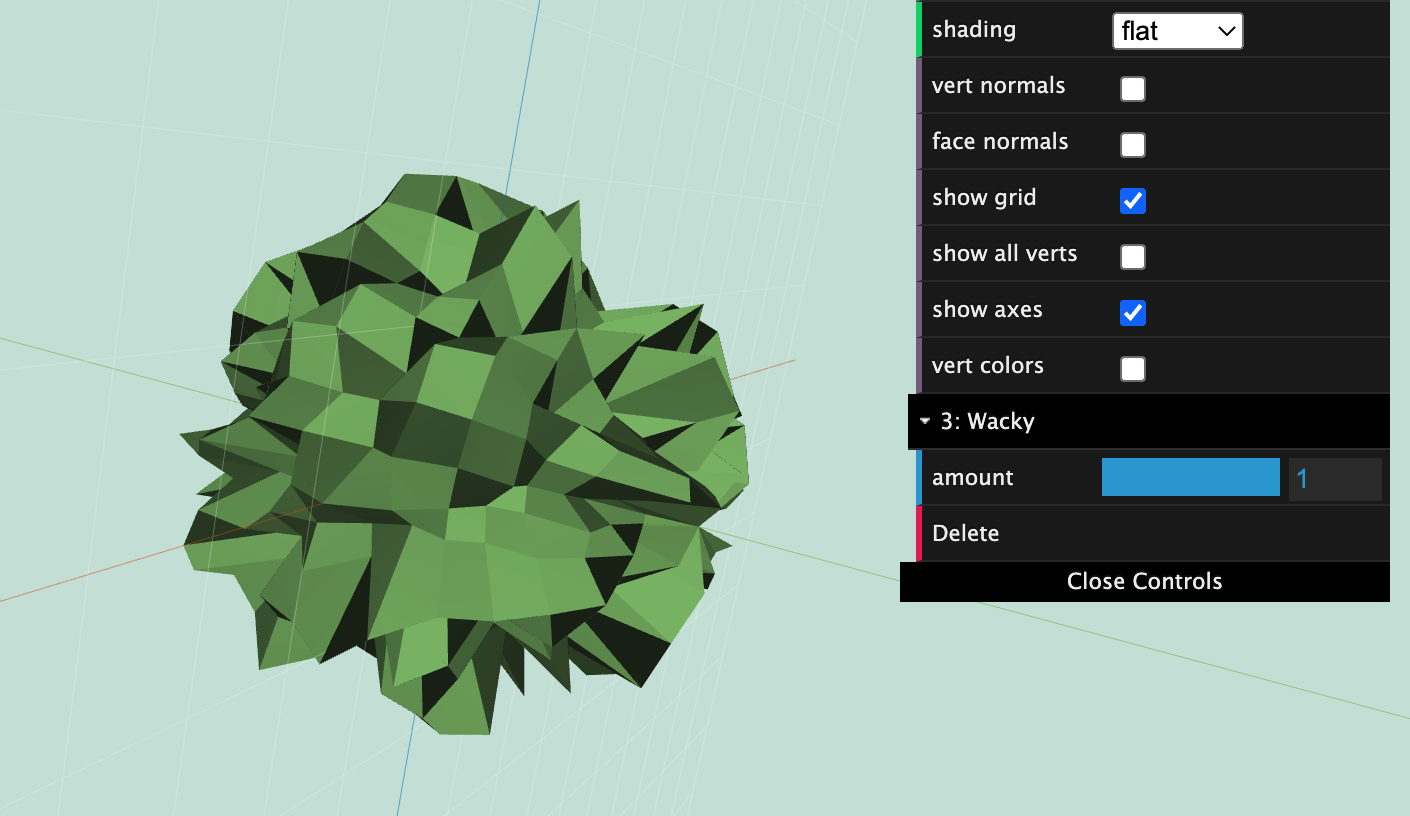 shading flat
vert normals
face normals
show grid
show all verts
show axes
vert colors
3: Wacky
amount 1
Delete
Close Controls